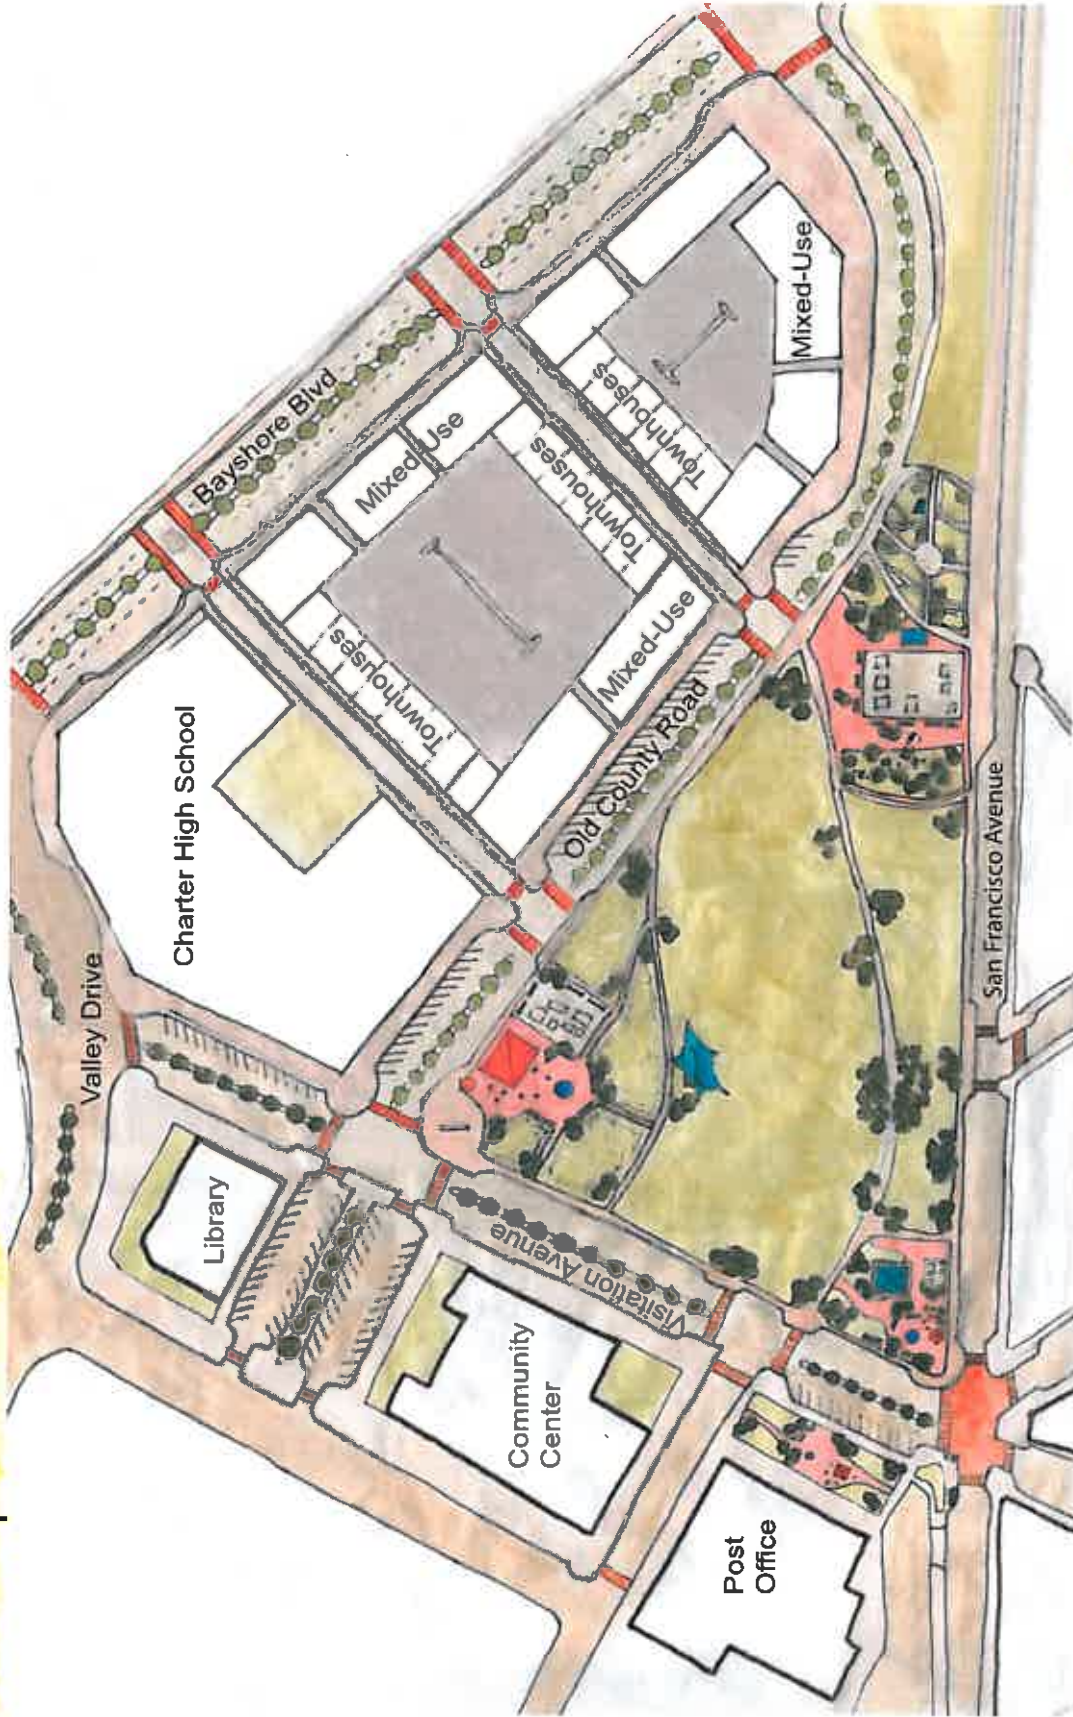 Bayshore Blvd
Valley Drive
Charter High School
Library
Mixed-Use
Townhouses
Townhouses
Mixed-Use
Townhouses
Mixed-Use
Old County Road
Visitation Avenue
Community
Center
Post
Office
San Francisco Avenue